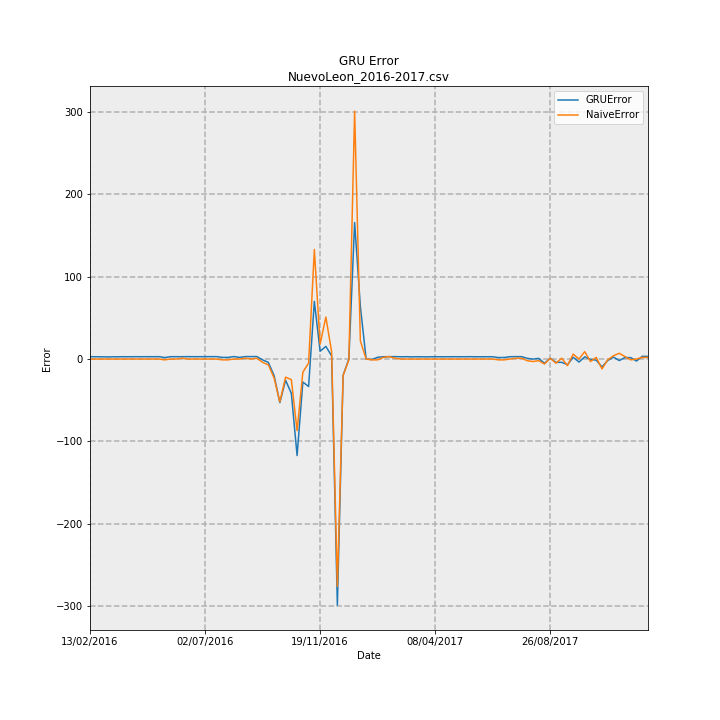 GRU Error
NuevoLeon_2016-2017.csv
GRUError
NaiveError
300
200
100
0
−100
−200
−300
Error
13/02/2016
02/07/2016
19/11/2016
08/04/2017
26/08/2017
Date